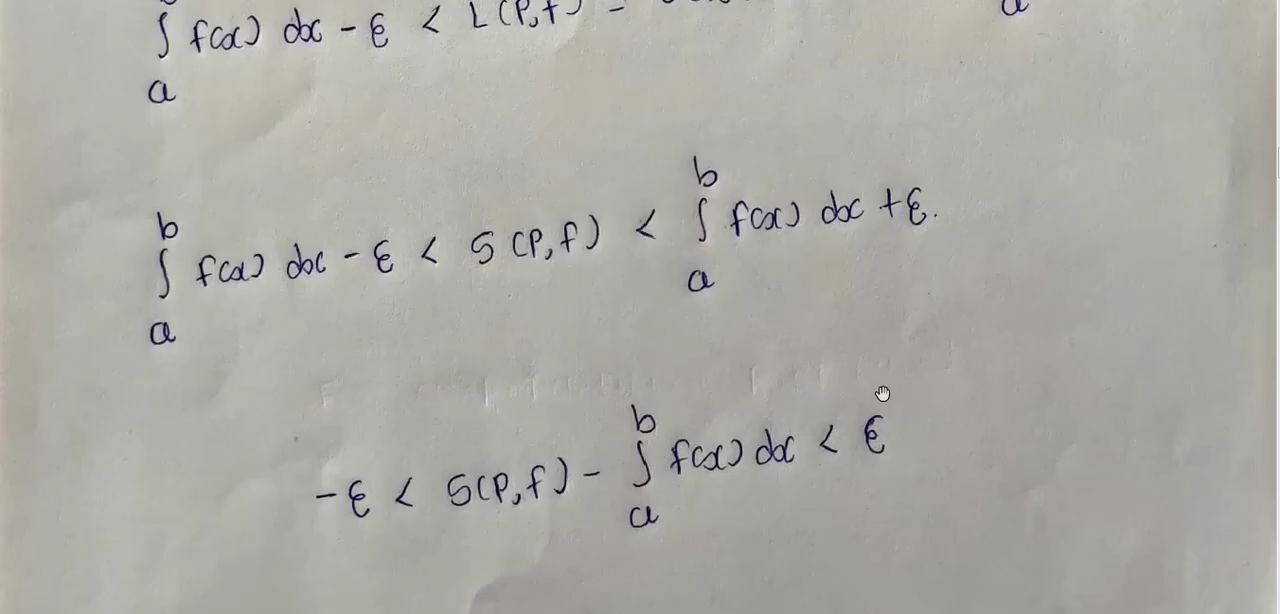 ∫ f(x) dx - ε < L(P,f)
a
a
b b
∫ f(x) dx - ε < S(P,f) < ∫ f(x) dx + ε.
a a
b
-ε < S(P,f) - ∫ f(x) dx < ε
a